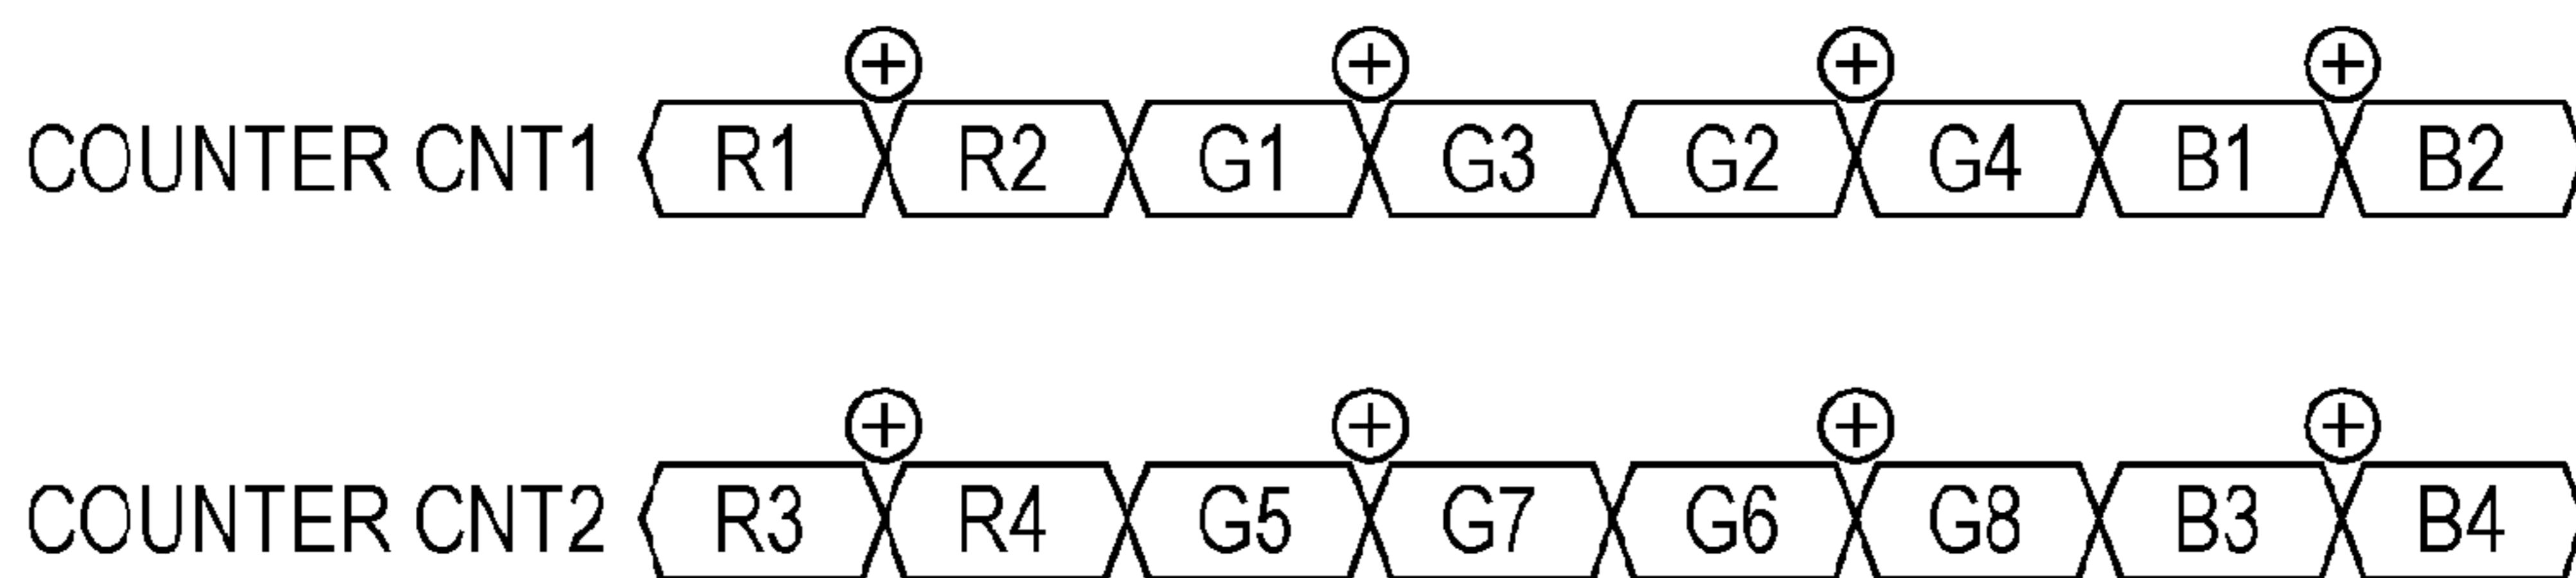 + + + +
COUNTER CNT1 R1 R2 G1 G3 G2 G4 B1 B2
+ + + +
COUNTER CNT2 R3 R4 G5 G7 G6 G8 B3 B4